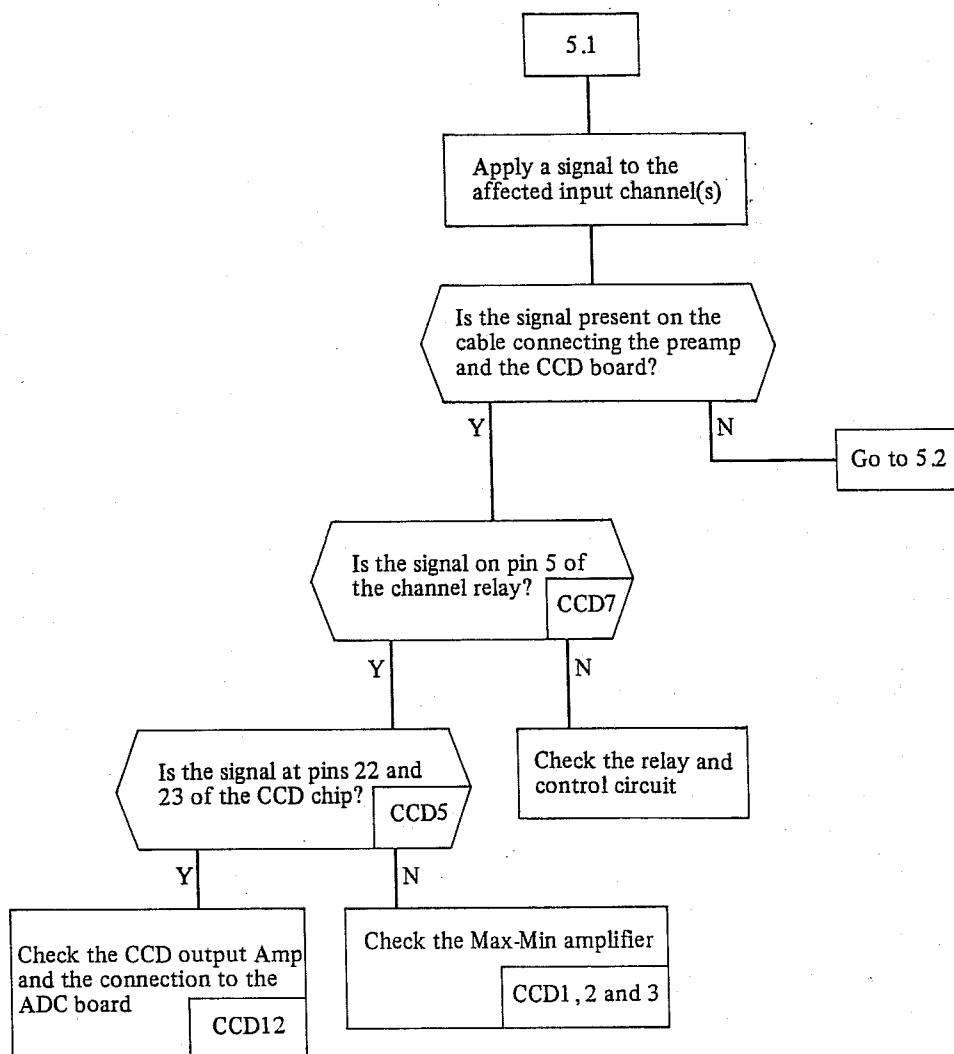 5.1
Apply a signal to the
affected input channel(s)
Is the signal present on the
cable connecting the preamp
and the CCD board?
Y
N
Go to 5.2
Is the signal on pin 5 of
the channel relay?
CCD7
Y
N
Check the relay and
control circuit
Is the signal at pins 22 and
23 of the CCD chip?
CCD5
Y
N
Check the CCD output Amp
and the connection to the
ADC board
CCD12
Check the Max-Min amplifier
CCD1, 2 and 3